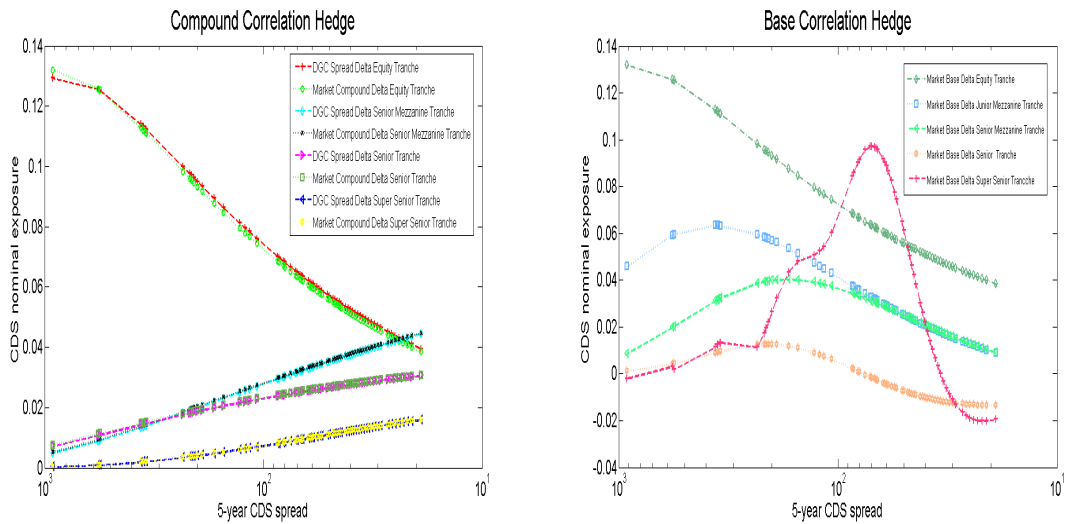 Compound Correlation Hedge
0.14
0.12
0.1
0.08
0.06
0.04
0.02
0
CDS nominal exposure
DGC Spread Delta Equity Tranche
Market Compound Delta Equity Tranche
DGC Spread Delta Senior Mezzanine Tranche
Market Compound Delta Senior Mezzanine Tranche
DGC Spread Delta Senior Tranche
Market Compound Delta Senior Tranche
DGC Spread Delta Super Senior Tranche
Market Compound Delta Super Senior Tranche
10³
10²
10¹
5-year CDS spread
Base Correlation Hedge
0.14
0.12
0.1
0.08
0.06
0.04
0.02
0
-0.02
-0.04
CDS nominal exposure
Market Base Delta Equity Tranche
Market Base Delta Junior Mezzanine Tranche
Market Base Delta Senior Mezzanine Tranche
Market Base Delta Senior Tranche
Market Base Delta Super Senior Trancche
10³
10²
10¹
5-year CDS spread